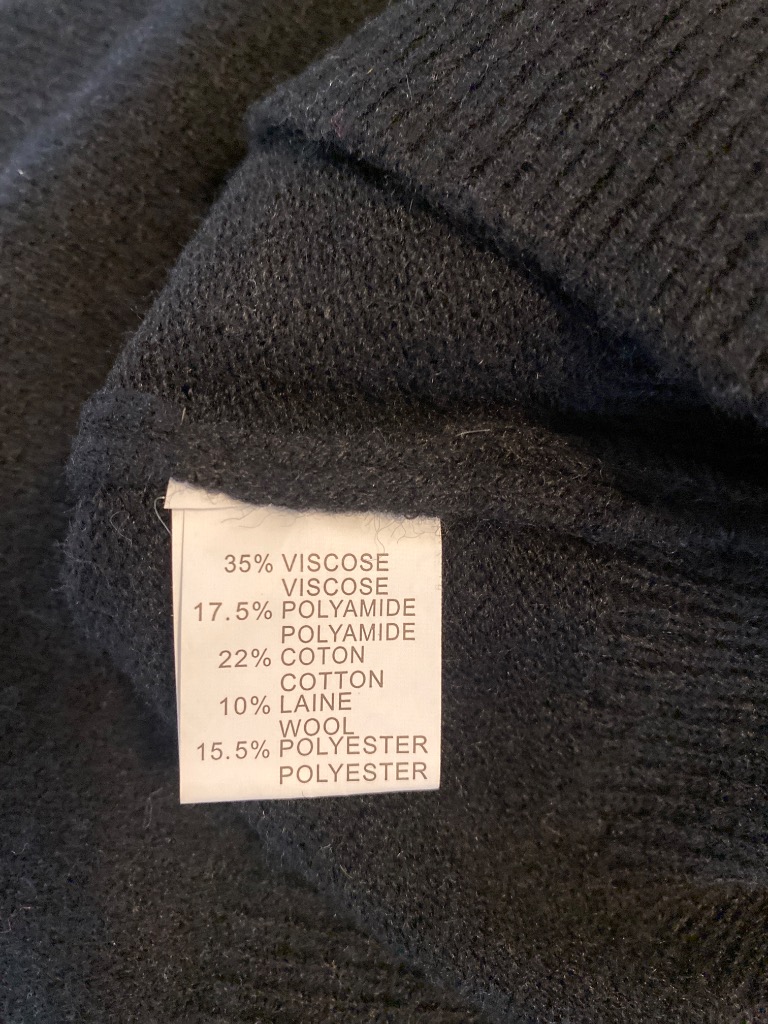 35% VISCOSE
VISCOSE
17.5% POLYAMIDE
POLYAMIDE
22% COTON
COTTON
10% LAINE
WOOL
15.5% POLYESTER
POLYESTER